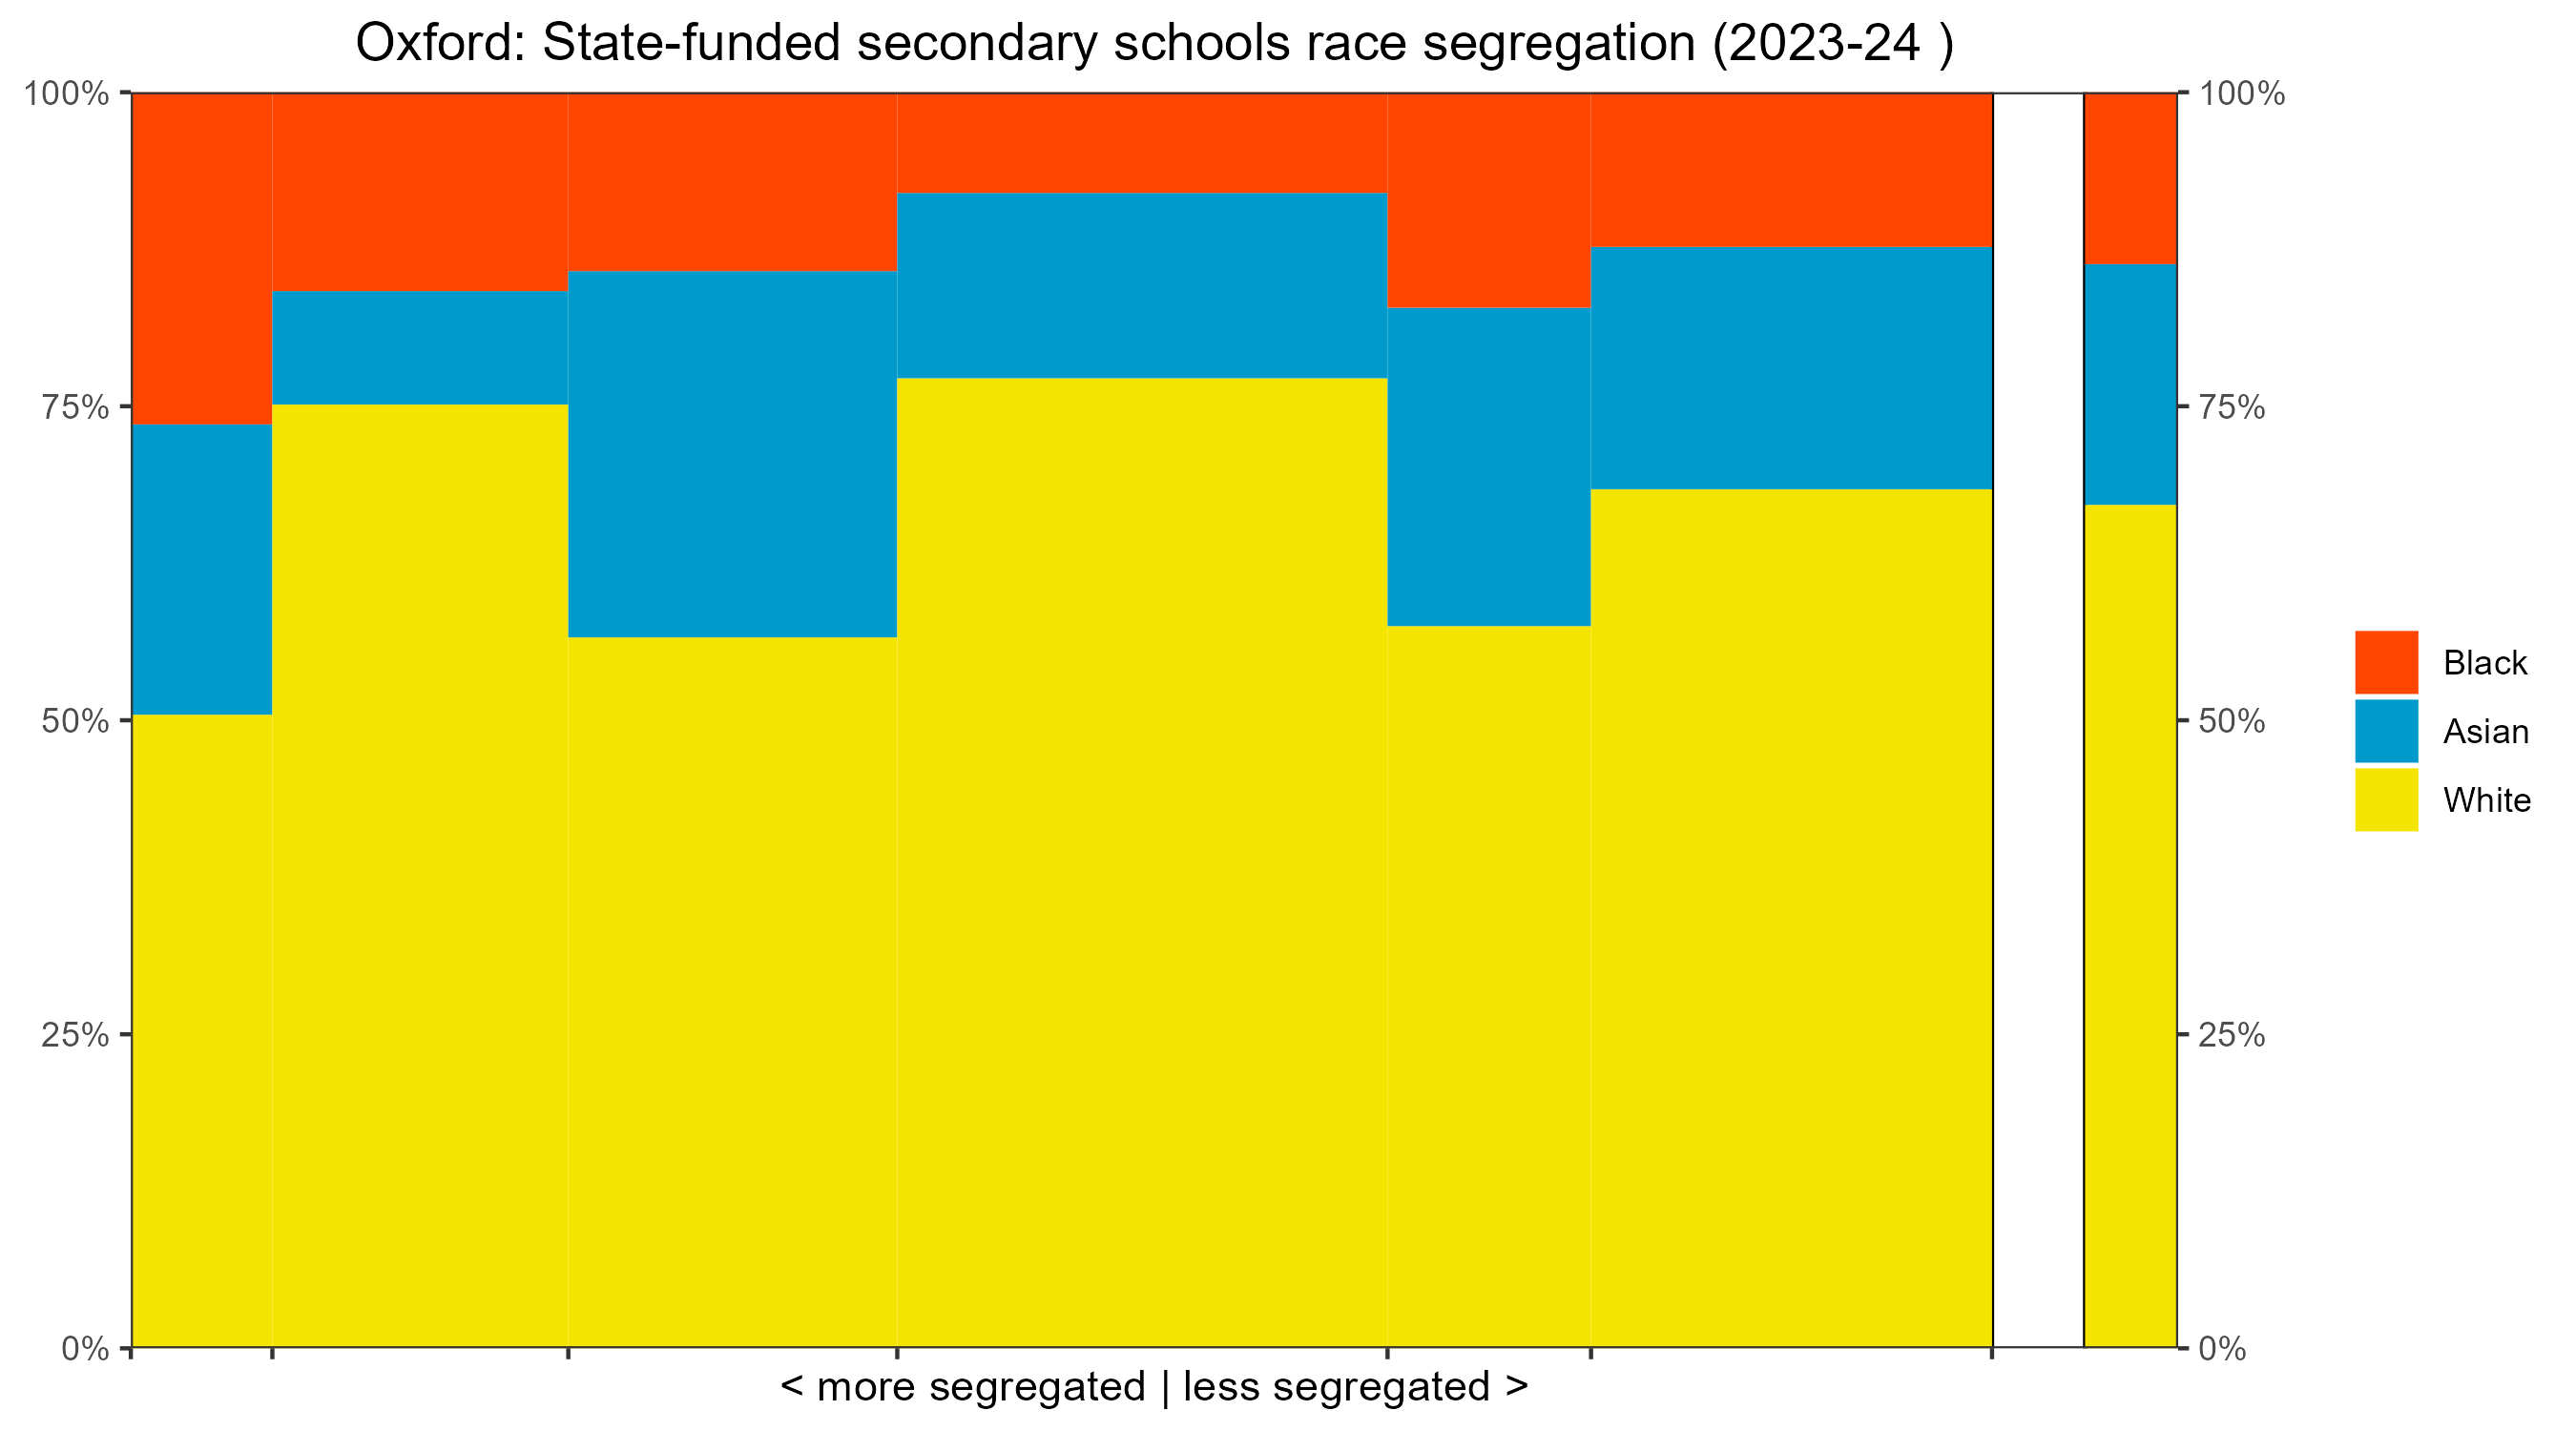 Oxford: State-funded secondary schools race segregation (2023-24 )
100%
75%
50%
25%
0%
100%
75%
50%
25%
0%
Black
Asian
White
< more segregated | less segregated >